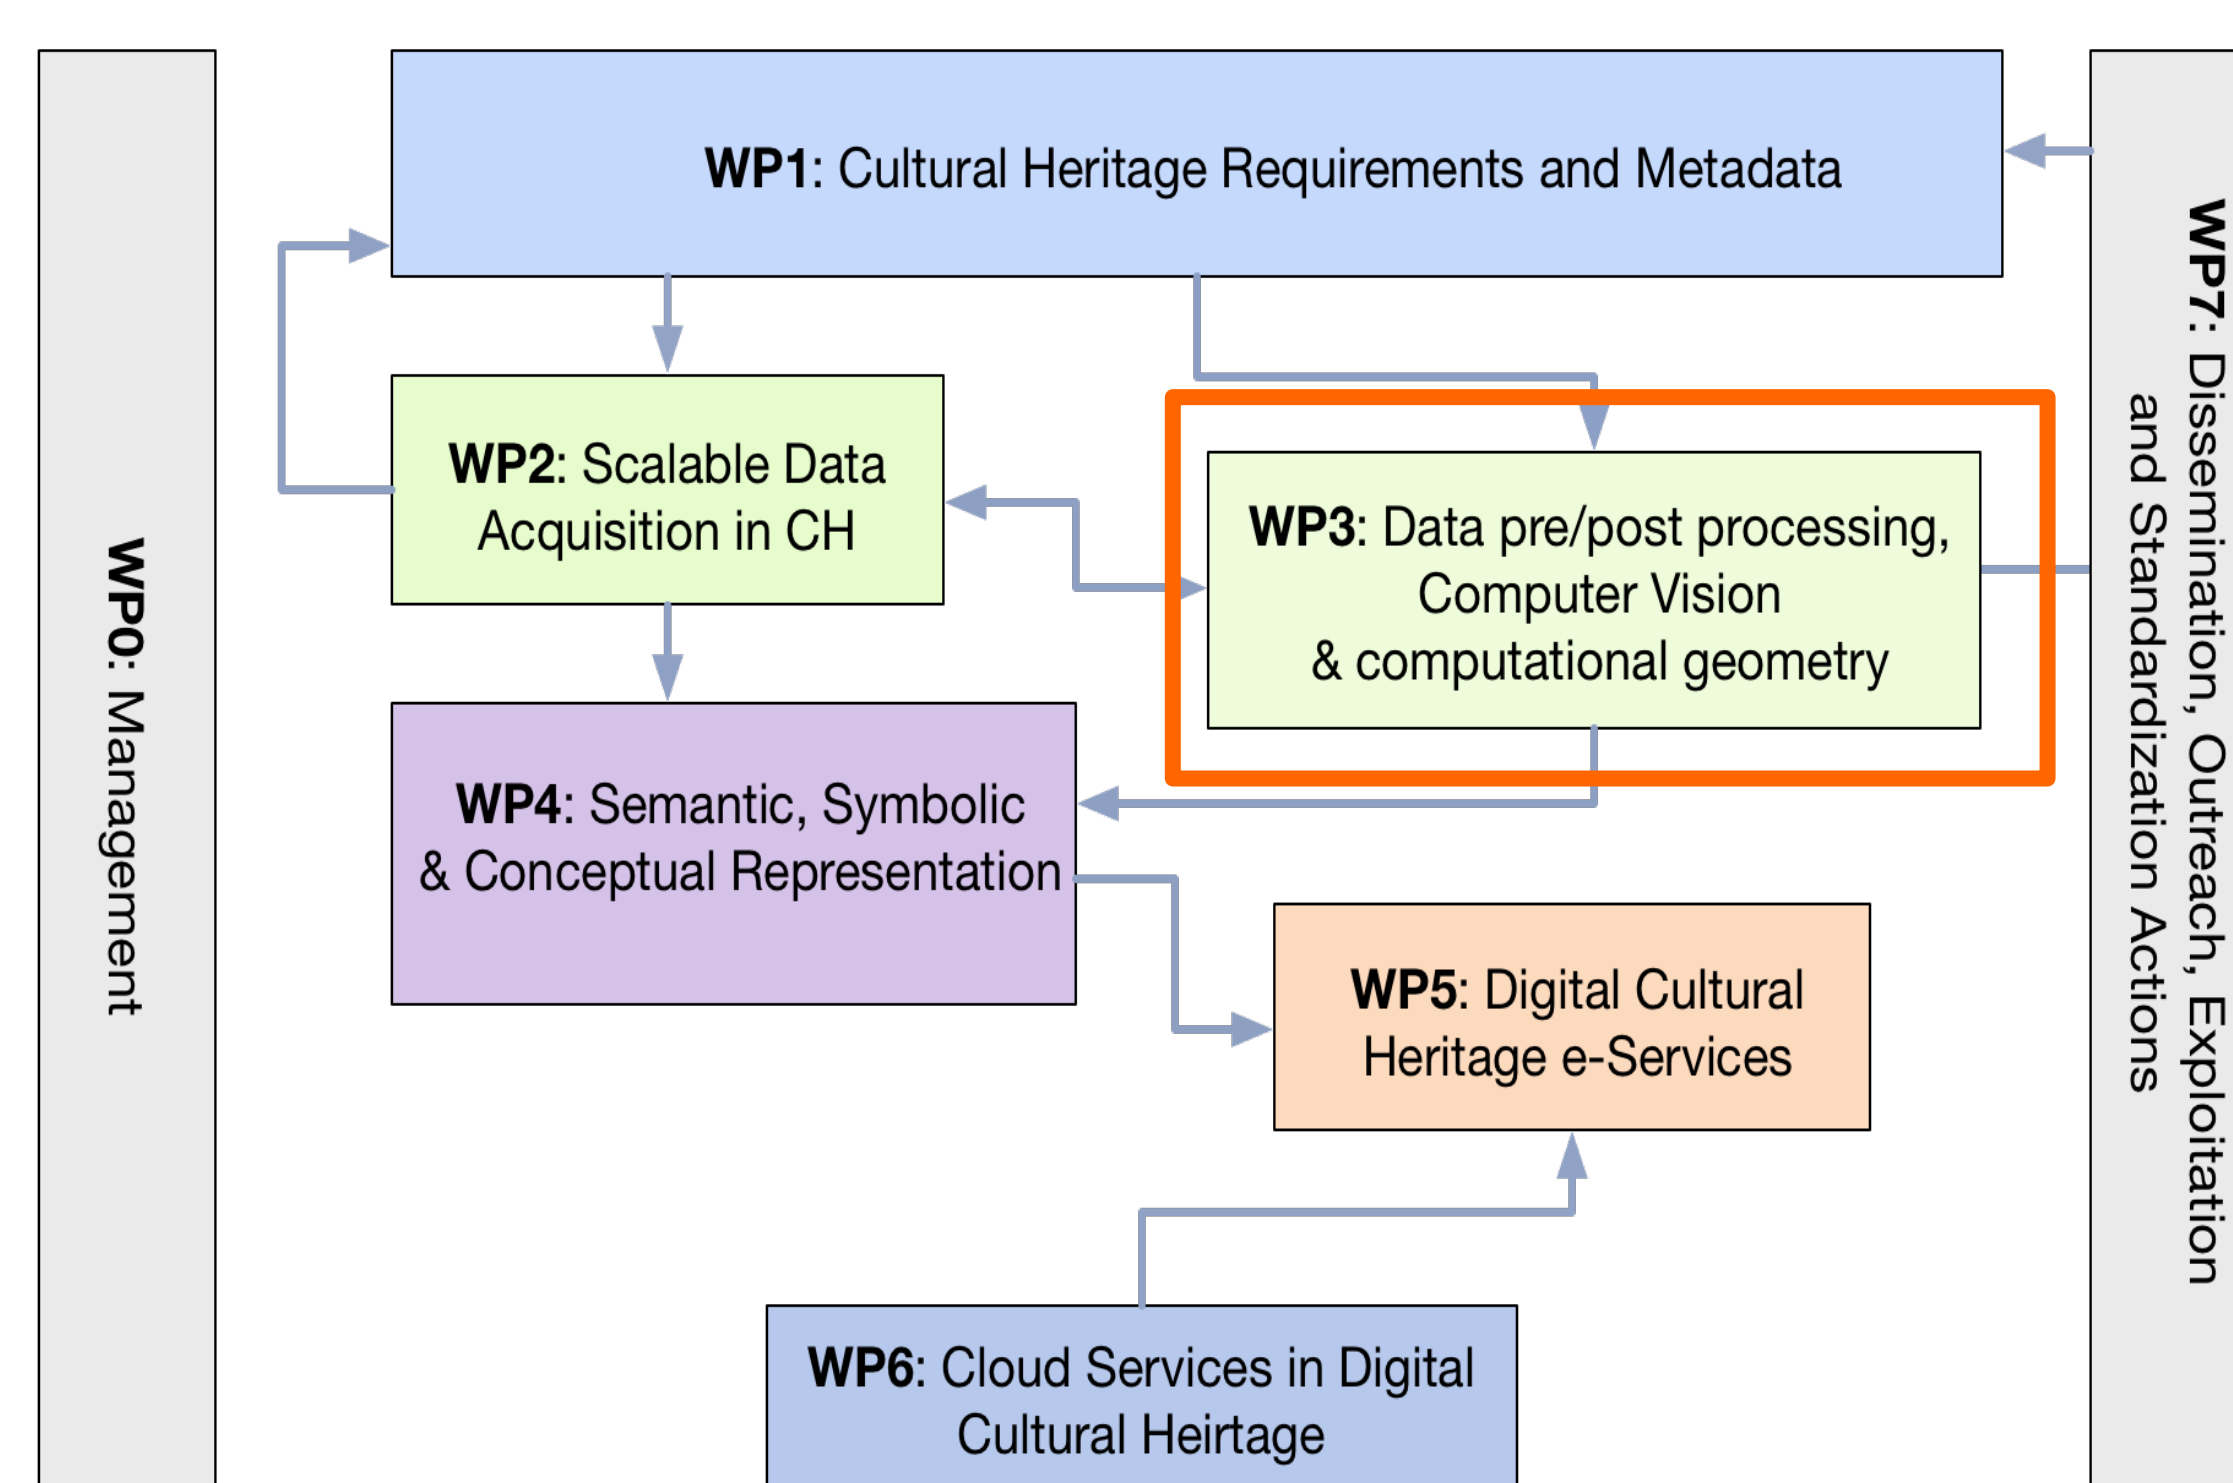 WP0: Management
WP1: Cultural Heritage Requirements and Metadata
WP2: Scalable Data
Acquisition in CH
WP3: Data pre/post processing,
Computer Vision
& computational geometry
WP4: Semantic, Symbolic
& Conceptual Representation
WP5: Digital Cultural
Heritage e-Services
WP6: Cloud Services in Digital
Cultural Heirtage
WP7: Dissemination, Outreach, Exploitation
and Standardization Actions